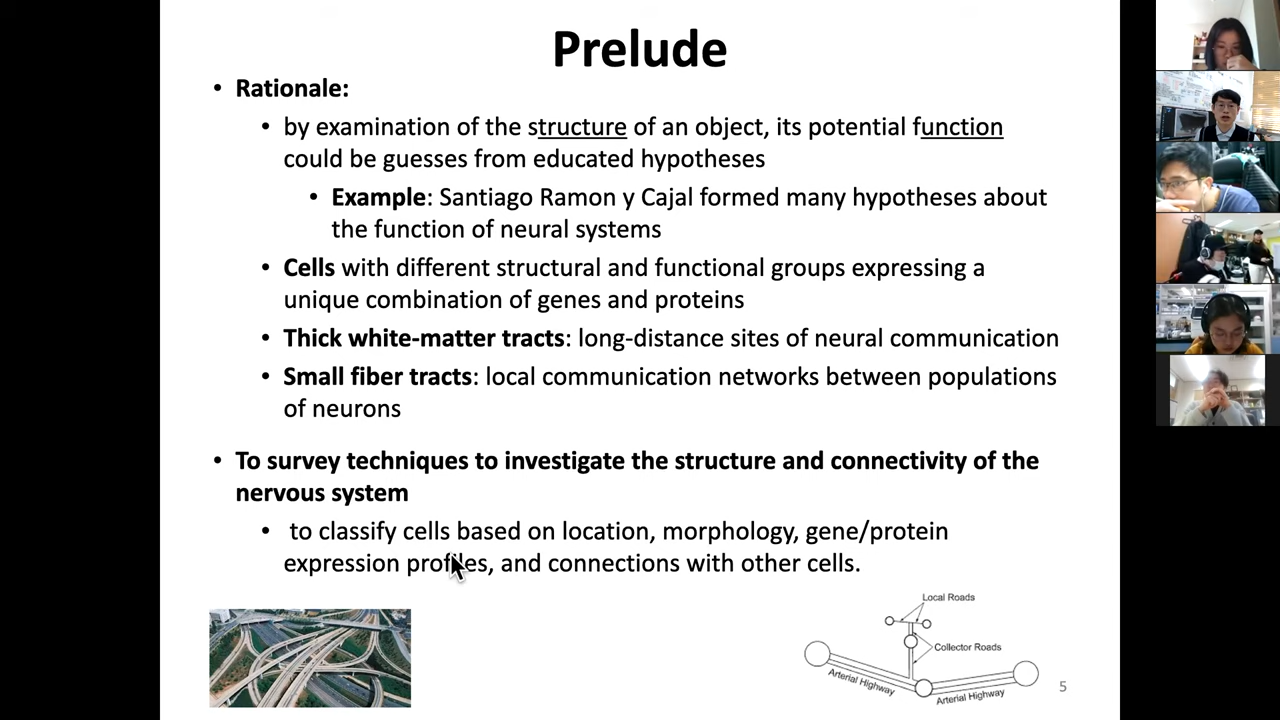 Prelude
• Rationale:
• by examination of the structure of an object, its potential function
could be guesses from educated hypotheses
• Example: Santiago Ramon y Cajal formed many hypotheses about
the function of neural systems
• Cells with different structural and functional groups expressing a
unique combination of genes and proteins
• Thick white-matter tracts: long-distance sites of neural communication
• Small fiber tracts: local communication networks between populations
of neurons
• To survey techniques to investigate the structure and connectivity of the
nervous system
• to classify cells based on location, morphology, gene/protein
expression profiles, and connections with other cells.
Local Roads
Collector Roads
Arterial Highway
Arterial Highway
5